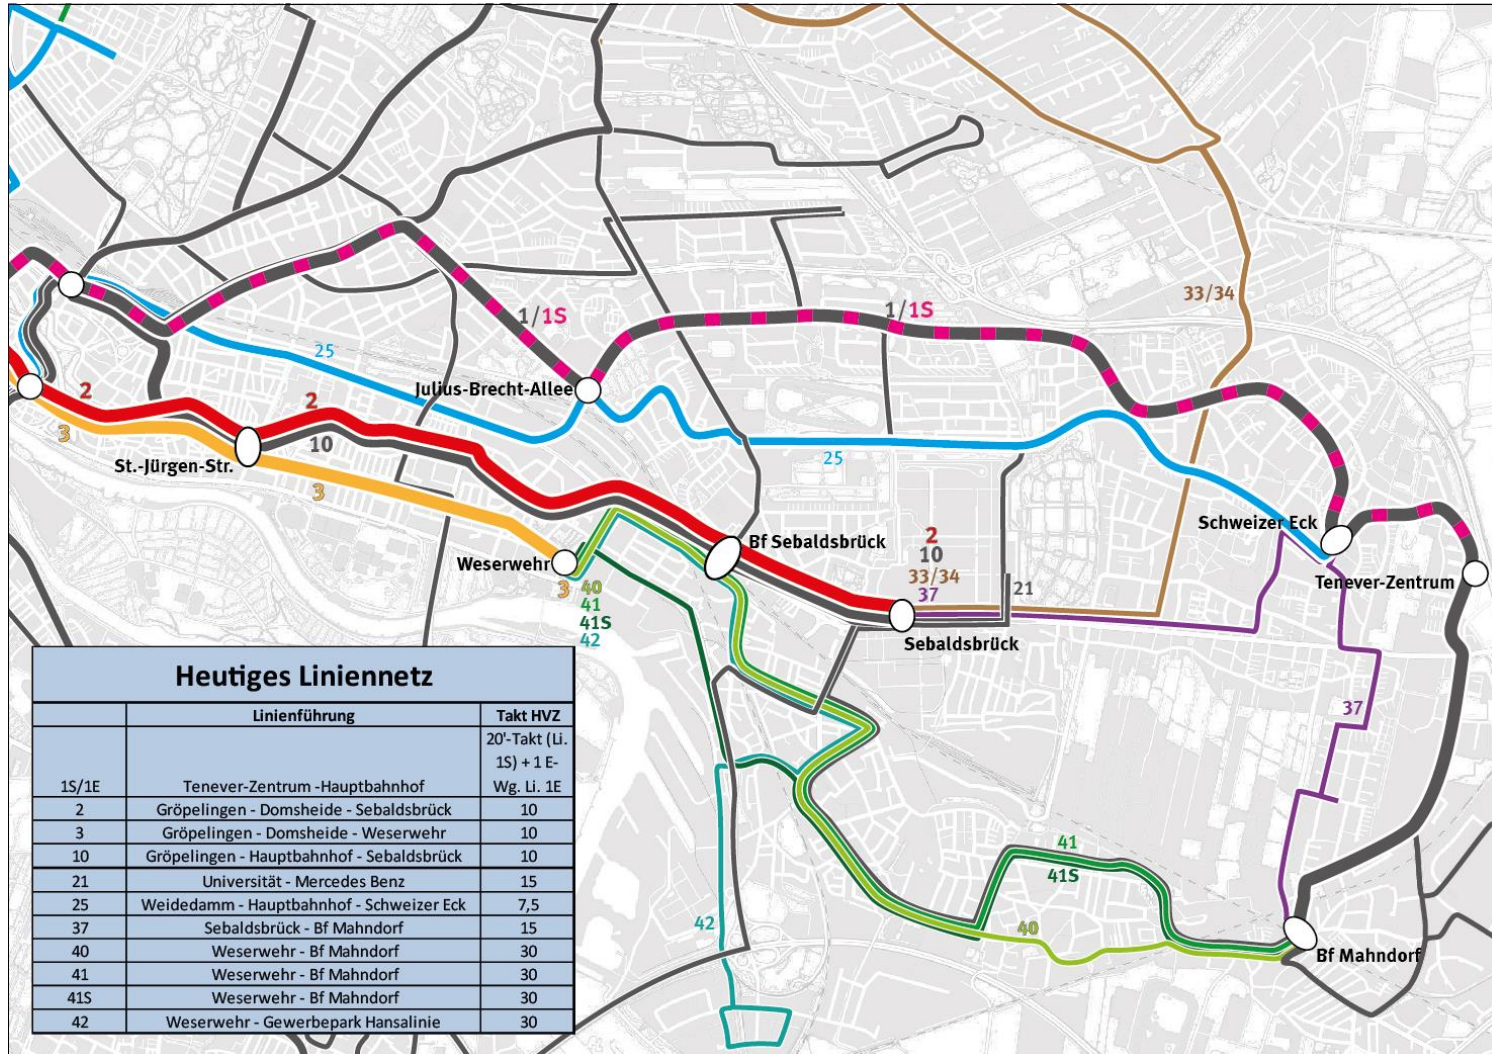 33/34
1/1S
1/1S
25
Julius-Brecht-Allee
2
2
3
10
25
St.-Jürgen-Str.
3
Schweizer Eck
Bf Sebaldsbrück
2
10
Weserwehr
33/34
Tenever-Zentrum
3
40
37
21
41
41S
42
Sebaldsbrück
37
41
41S
42
40
Bf Mahndorf
Heutiges Liniennetz
Linienführung Takt HVZ
20'-Takt (Li.
1S) + 1 E-
1S/1E Tenever-Zentrum -Hauptbahnhof Wg. Li. 1E
2 Gröpelingen - Domsheide - Sebaldsbrück 10
3 Gröpelingen - Domsheide - Weserwehr 10
10 Gröpelingen - Hauptbahnhof - Sebaldsbrück 10
21 Universität - Mercedes Benz 15
25 Weidedamm - Hauptbahnhof - Schweizer Eck 7,5
37 Sebaldsbrück - Bf Mahndorf 15
40 Weserwehr - Bf Mahndorf 30
41 Weserwehr - Bf Mahndorf 30
41S Weserwehr - Bf Mahndorf 30
42 Weserwehr - Gewerbepark Hansalinie 30